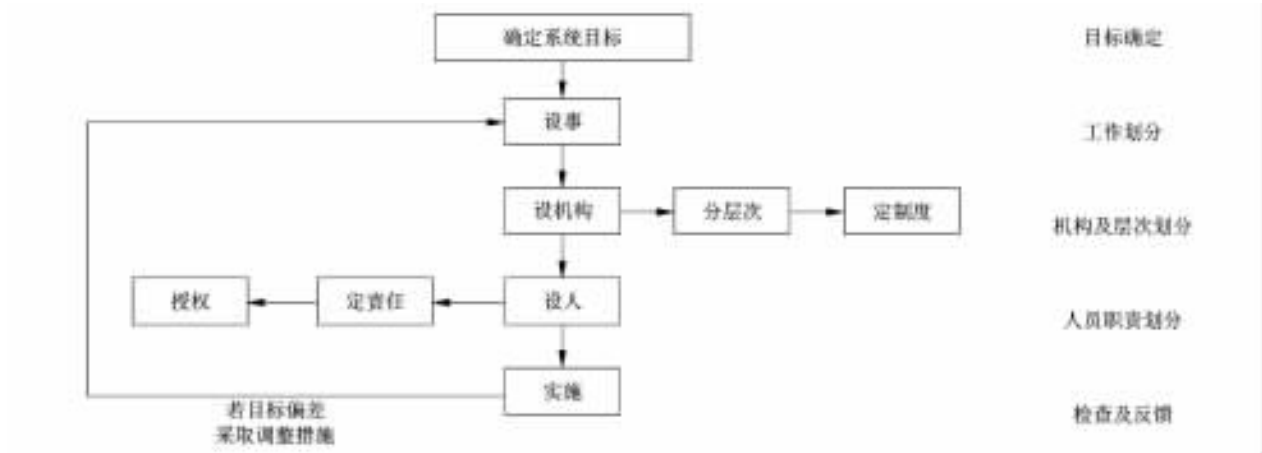 确定系统目标
目标确定
设事
工作划分
设机构
分层次
定制度
机构及层次划分
授权
定责任
设人
人员职责划分
实施
若目标偏差
采取调整措施
检查及反馈